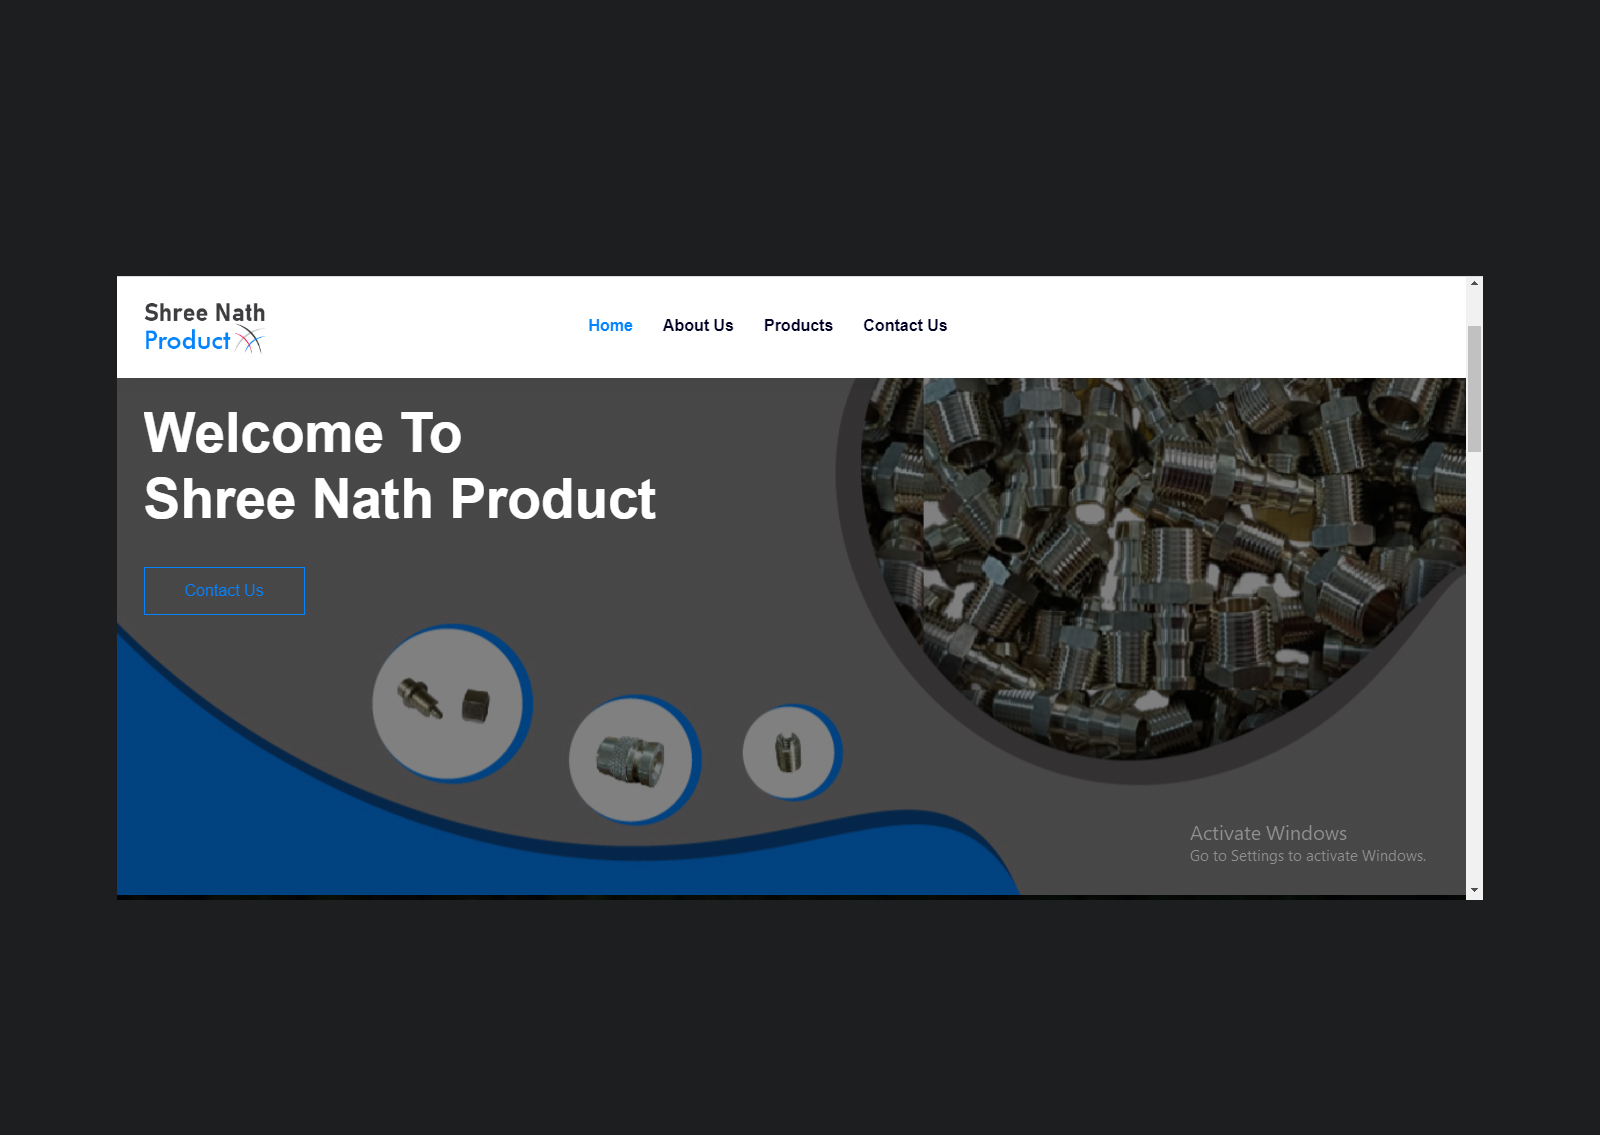 Shree Nath
Product
Home About Us Products Contact Us
Welcome To
Shree Nath Product
Contact Us
Activate Windows
Go to Settings to activate Windows.